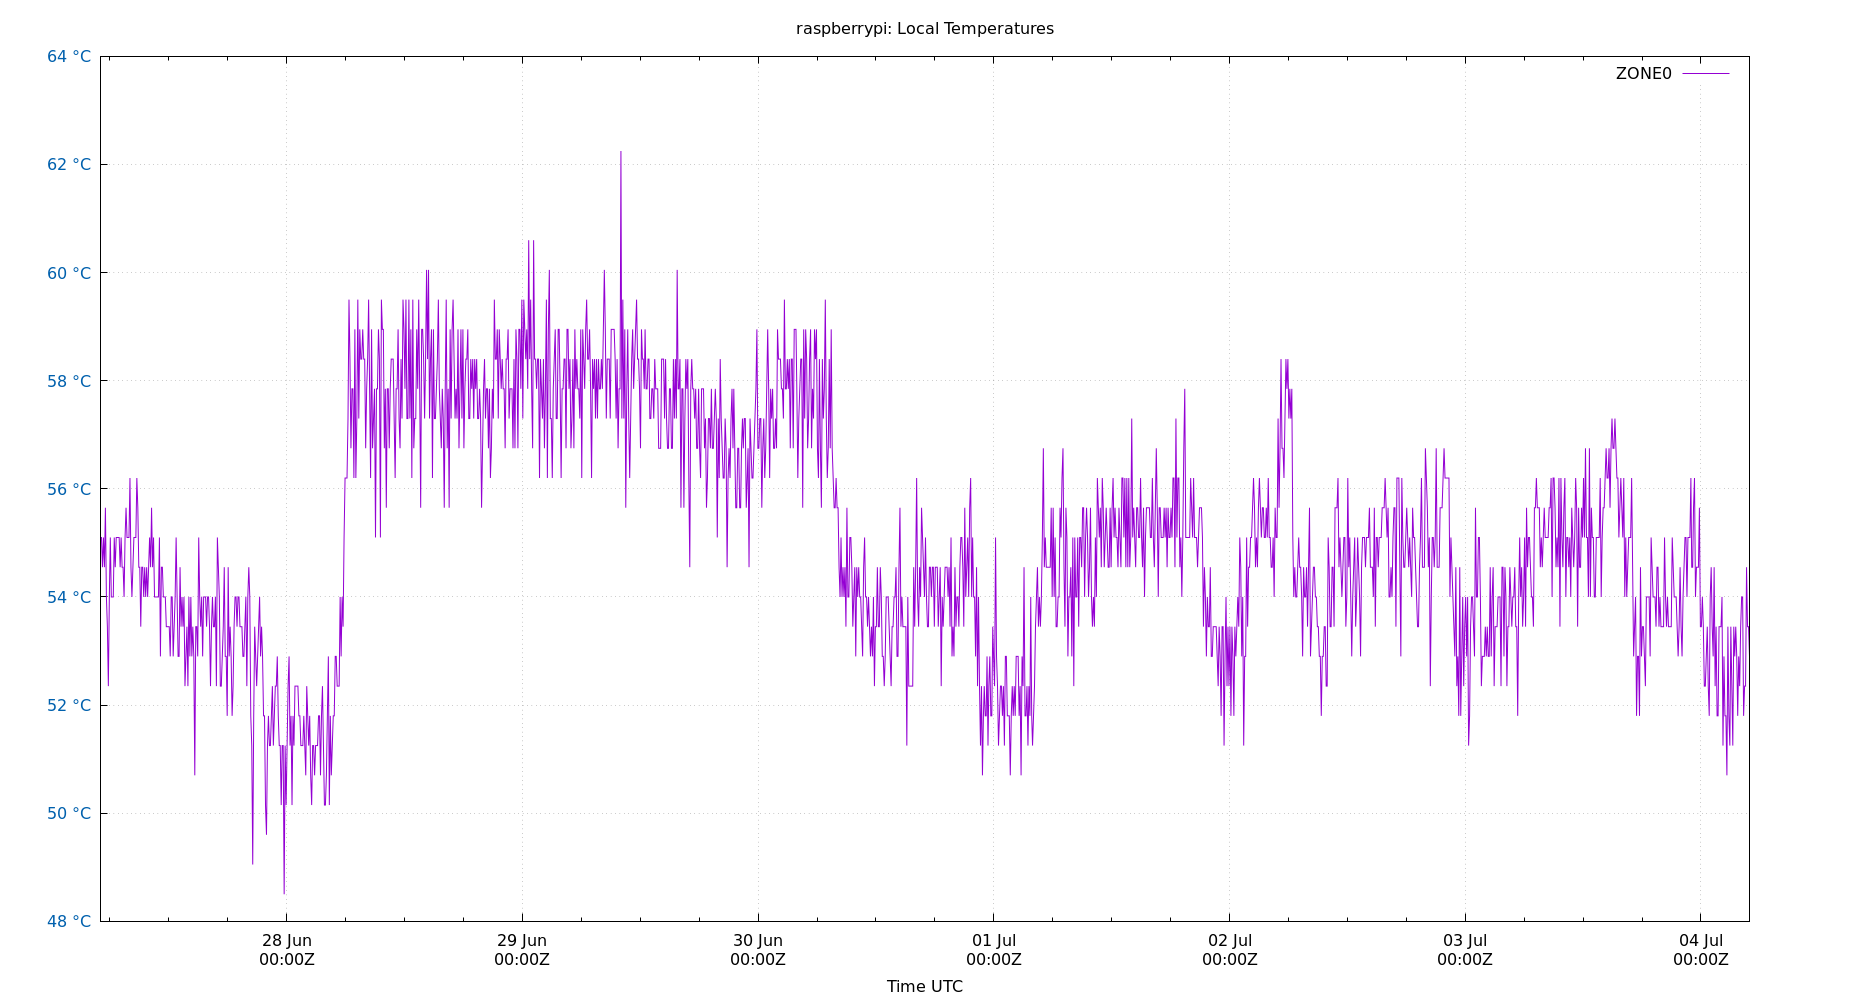 raspberrypi: Local Temperatures
64 °C
ZONE0
62 °C
60 °C
58 °C
56 °C
54 °C
52 °C
50 °C
48 °C
28 Jun 29 Jun 30 Jun 01 Jul 02 Jul 03 Jul 04 Jul
00:00Z 00:00Z 00:00Z 00:00Z 00:00Z 00:00Z 00:00Z
Time UTC